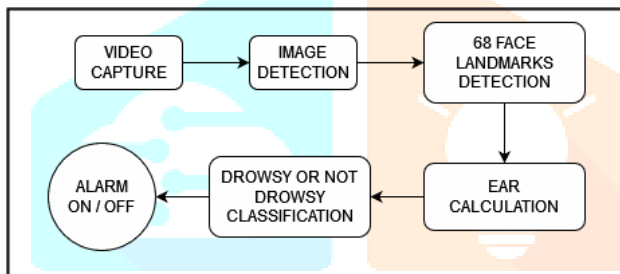 VIDEO
CAPTURE
IMAGE
DETECTION
68 FACE
LANDMARKS
DETECTION
ALARM
ON / OFF
DROWSY OR NOT
DROWSY
CLASSIFICATION
EAR
CALCULATION